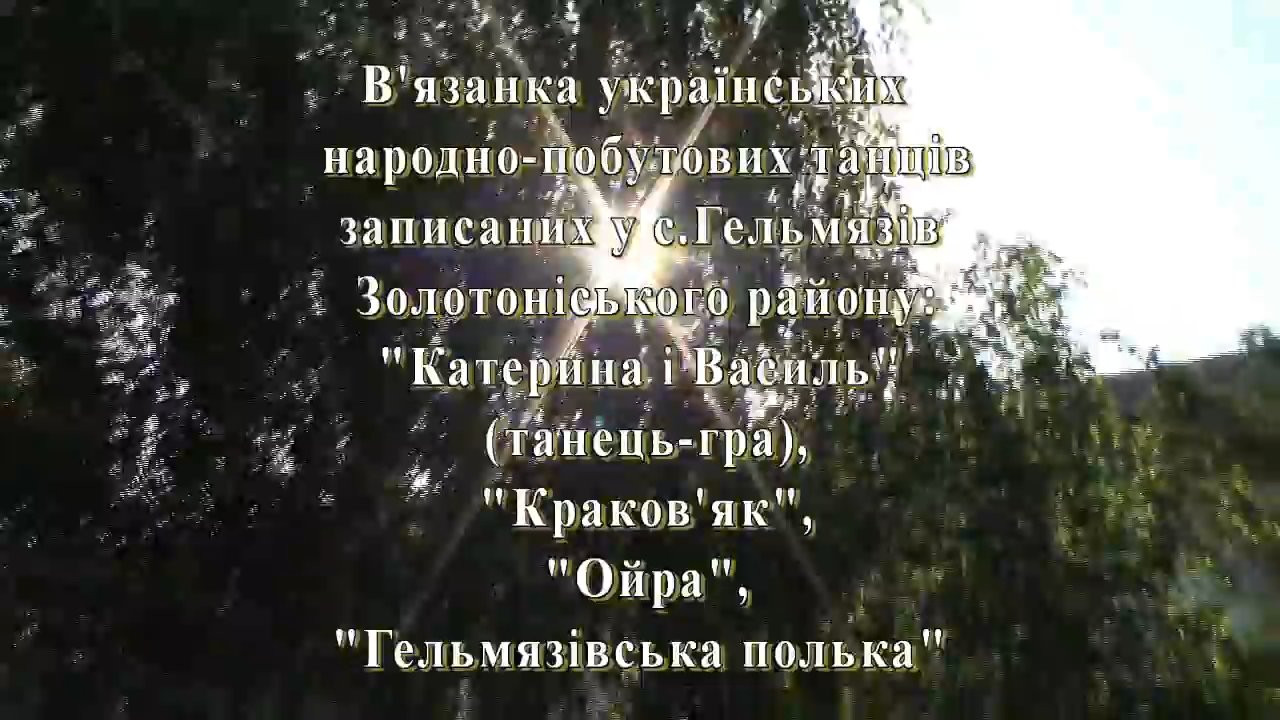 В'язанка українських
народно-побутових танців
записаних у с.Гельмязів
Золотоніського району:
"Катерина і Василь"
(танець-гра),
"Краков'як",
"Ойра",
"Гельмязівська полька"